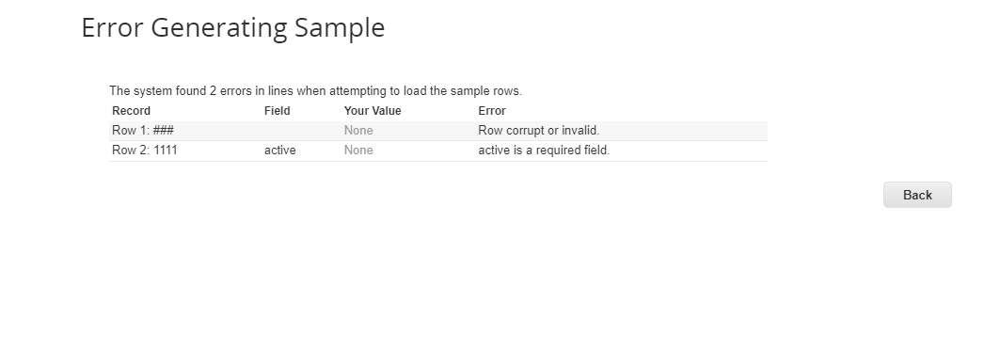 Error Generating Sample
The system found 2 errors in lines when attempting to load the sample rows.
Record Field Your Value Error
Row 1: ### None Row corrupt or invalid.
Row 2: 1111 active None active is a required field.
Back